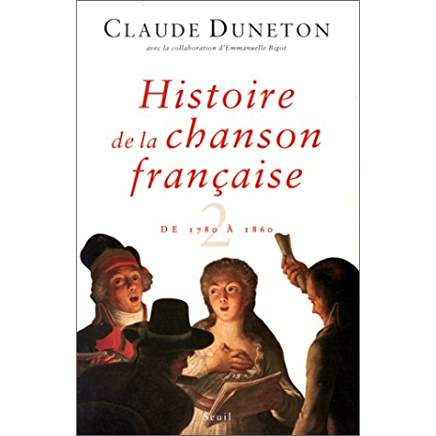 CLAUDE DUNETON
avec la collaboration d'Emmanuelle Bigot
Histoire
de la chanson
française
2
DE 1780 À 1860
Seuil